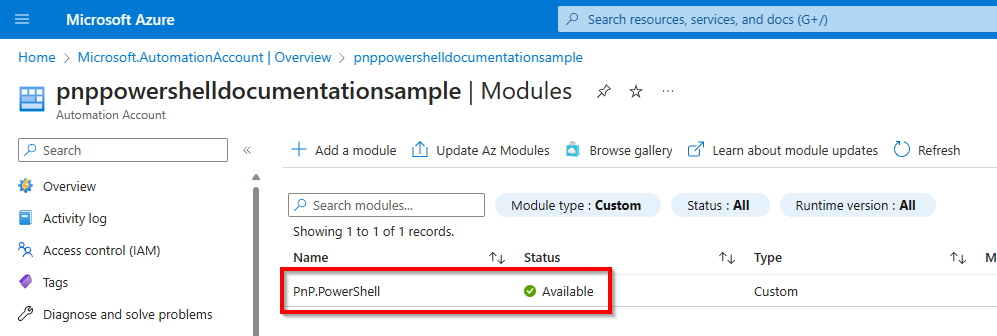 Microsoft Azure
Search resources, services, and docs (G+/)
Home > Microsoft.AutomationAccount | Overview > pnppowershelldocumentationsample
pnppowershelldocumentationsample | Modules ...
Automation Account
Search
Overview
Activity log
Access control (IAM)
Tags
Diagnose and solve problems
Add a module Update Az Modules Browse gallery Learn about module updates Refresh
Search modules... Module type : Custom Status : All Runtime version : All
Showing 1 to 1 of 1 records.
Name Status Type M
PnP.PowerShell Available Custom